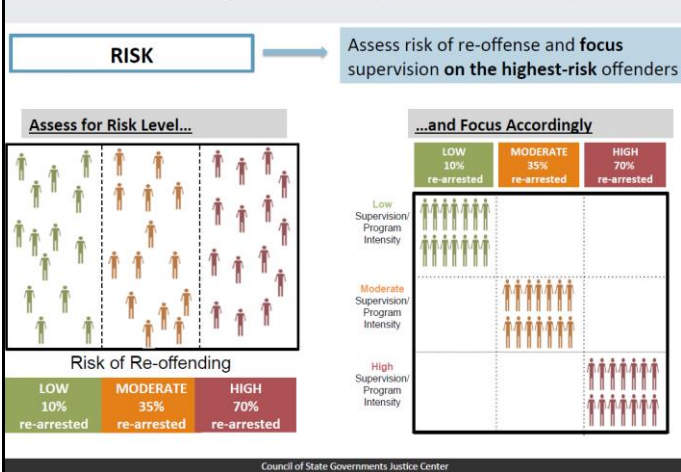 RISK
Assess risk of re-offense and focus
supervision on the highest-risk offenders
Assess for Risk Level...
Risk of Re-offending
LOW
10%
re-arrested
MODERATE
35%
re-arrested
HIGH
70%
re-arrested
...and Focus Accordingly
LOW
10%
re-arrested
MODERATE
35%
re-arrested
HIGH
70%
re-arrested
Low
Supervision/
Program
Intensity
Moderate
Supervision/
Program
Intensity
High
Supervision/
Program
Intensity
Council of State Governments Justice Center